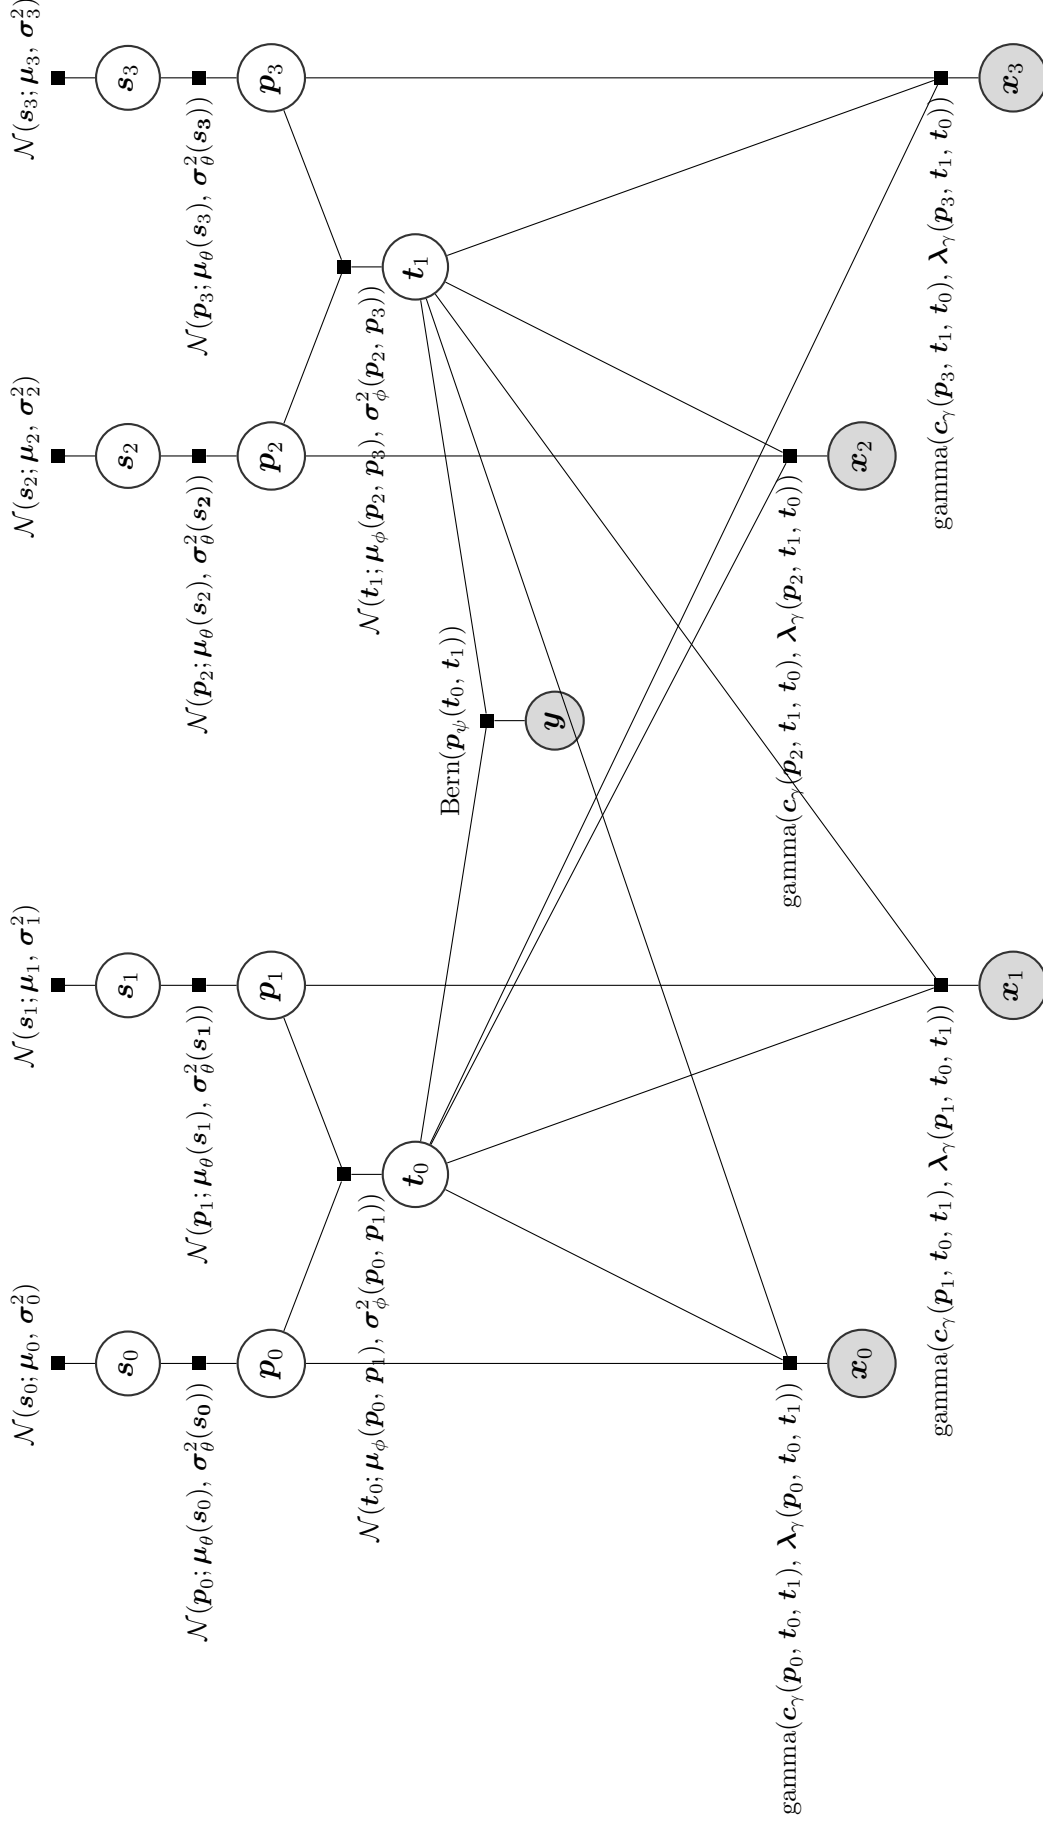 𝒩(s₀; μ₀, σ₀²)
𝒩(s₁; μ₁, σ₁²)
𝒩(s₂; μ₂, σ₂²)
𝒩(s₃; μ₃, σ₃²)
s₀
s₁
s₂
s₃
𝒩(p₀; μ_θ(s₀), σ_θ²(s₀))
𝒩(p₁; μ_θ(s₁), σ_θ²(s₁))
𝒩(p₂; μ_θ(s₂), σ_θ²(s₂))
𝒩(p₃; μ_θ(s₃), σ_θ²(s₃))
p₀
p₁
p₂
p₃
𝒩(t₀; μ_ϕ(p₀, p₁), σ_ϕ²(p₀, p₁))
𝒩(t₁; μ_ϕ(p₂, p₃), σ_ϕ²(p₂, p₃))
t₀
t₁
Bern(p_ψ(t₀, t₁))
y
gamma(c_γ(p₀, t₀, t₁), λ_γ(p₀, t₀, t₁))
gamma(c_γ(p₂, t₁, t₀), λ_γ(p₂, t₁, t₀))
x₀
x₂
gamma(c_γ(p₁, t₀, t₁), λ_γ(p₁, t₀, t₁))
gamma(c_γ(p₃, t₁, t₀), λ_γ(p₃, t₁, t₀))
x₁
x₃